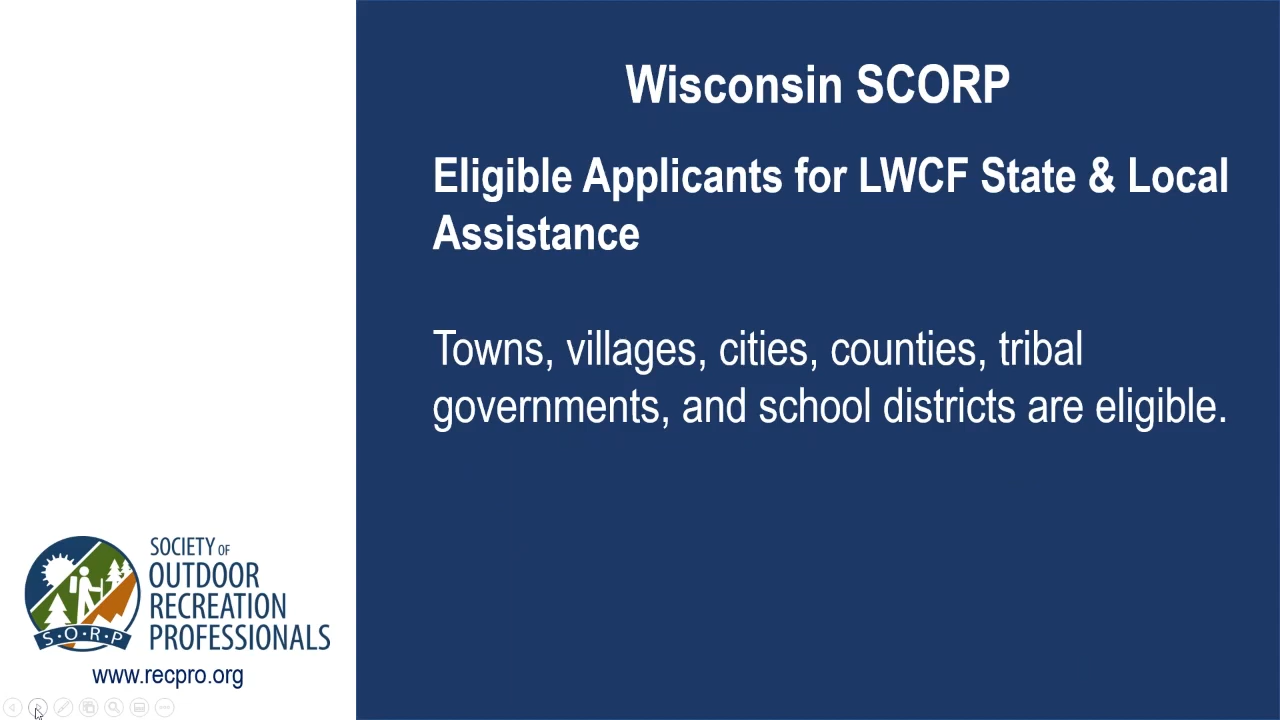 Wisconsin SCORP
Eligible Applicants for LWCF State & Local
Assistance
Towns, villages, cities, counties, tribal
governments, and school districts are eligible.
SOCIETY OF
OUTDOOR
RECREATION
PROFESSIONALS
S·O·R·P
www.recpro.org